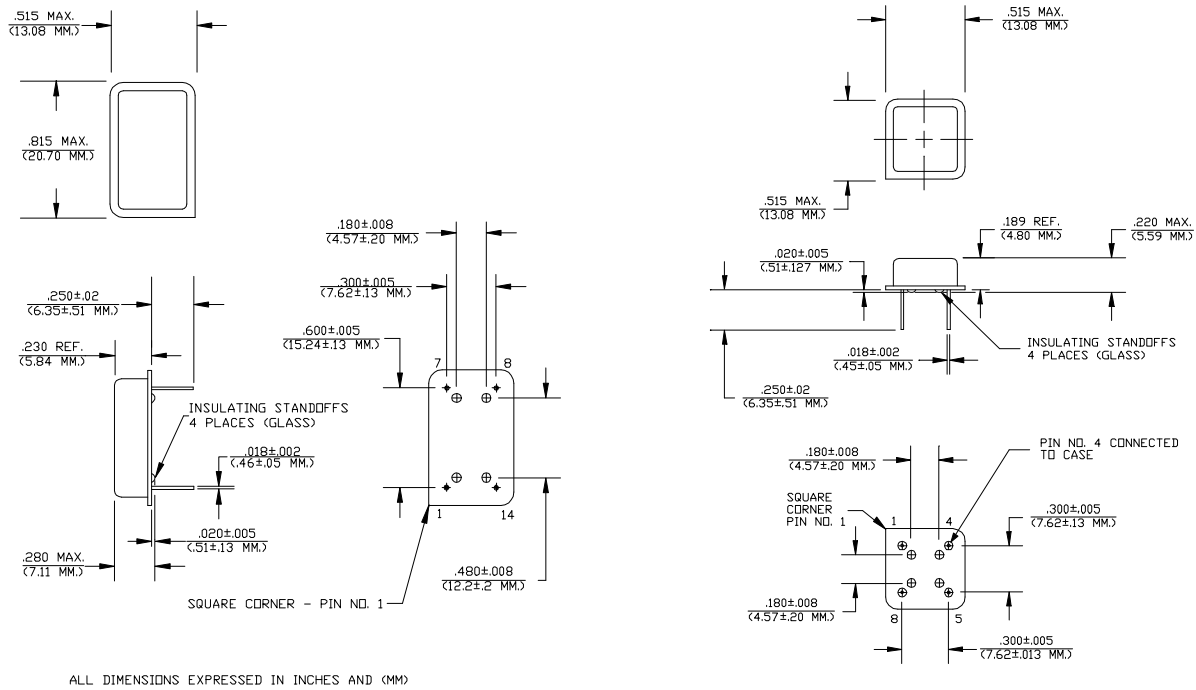 .515 MAX.
(13.08 MM.)
.815 MAX.
(20.70 MM.)
.180±.008
(4.57±.20 MM.)
.300±.005
(7.62±.13 MM.)
.250±.02
(6.35±.51 MM.)
.600±.005
(15.24±.13 MM.)
.230 REF.
(5.84 MM.)
7
8
INSULATING STANDOFFS
4 PLACES (GLASS)
.018±.002
(.46±.05 MM.)
1
14
.020±.005
(.51±.13 MM.)
.280 MAX.
(7.11 MM.)
.480±.008
(12.2±.2 MM.)
SQUARE CORNER - PIN NO. 1
ALL DIMENSIONS EXPRESSED IN INCHES AND (MM)
.515 MAX.
(13.08 MM.)
.515 MAX.
(13.08 MM.)
.189 REF.
(4.80 MM.)
.220 MAX.
(5.59 MM.)
.020±.005
(.51±.127 MM.)
INSULATING STANDOFFS
4 PLACES (GLASS)
.018±.002
(.45±.05 MM.)
.250±.02
(6.35±.51 MM.)
PIN NO. 4 CONNECTED
TO CASE
.180±.008
(4.57±.20 MM.)
SQUARE
CORNER
PIN NO. 1
1
4
.300±.005
(7.62±.13 MM.)
.180±.008
(4.57±.20 MM.)
8
5
.300±.005
(7.62±.013 MM.)